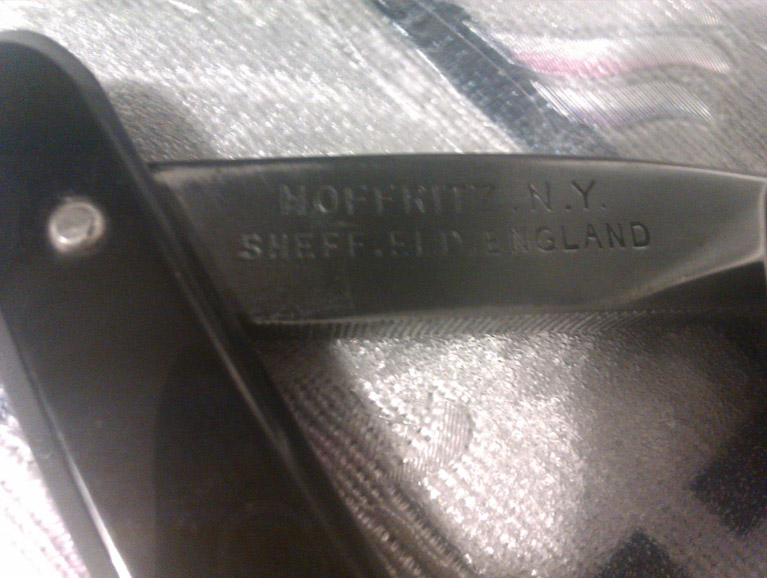 HOFFRITZ. N.Y.
SHEFFIELD. ENGLAND